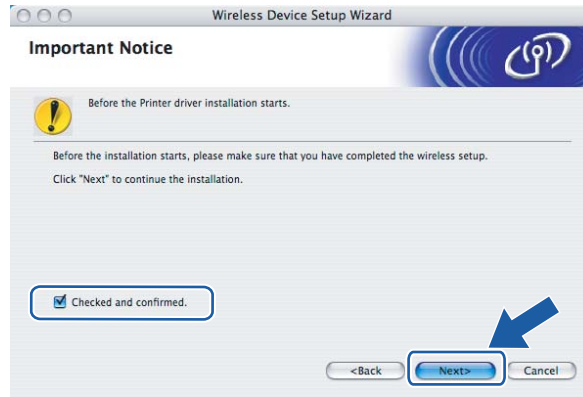 Wireless Device Setup Wizard
Important Notice
Before the Printer driver installation starts.
Before the installation starts, please make sure that you have completed the wireless setup.
Click "Next" to continue the installation.
Checked and confirmed.
<Back Next> Cancel